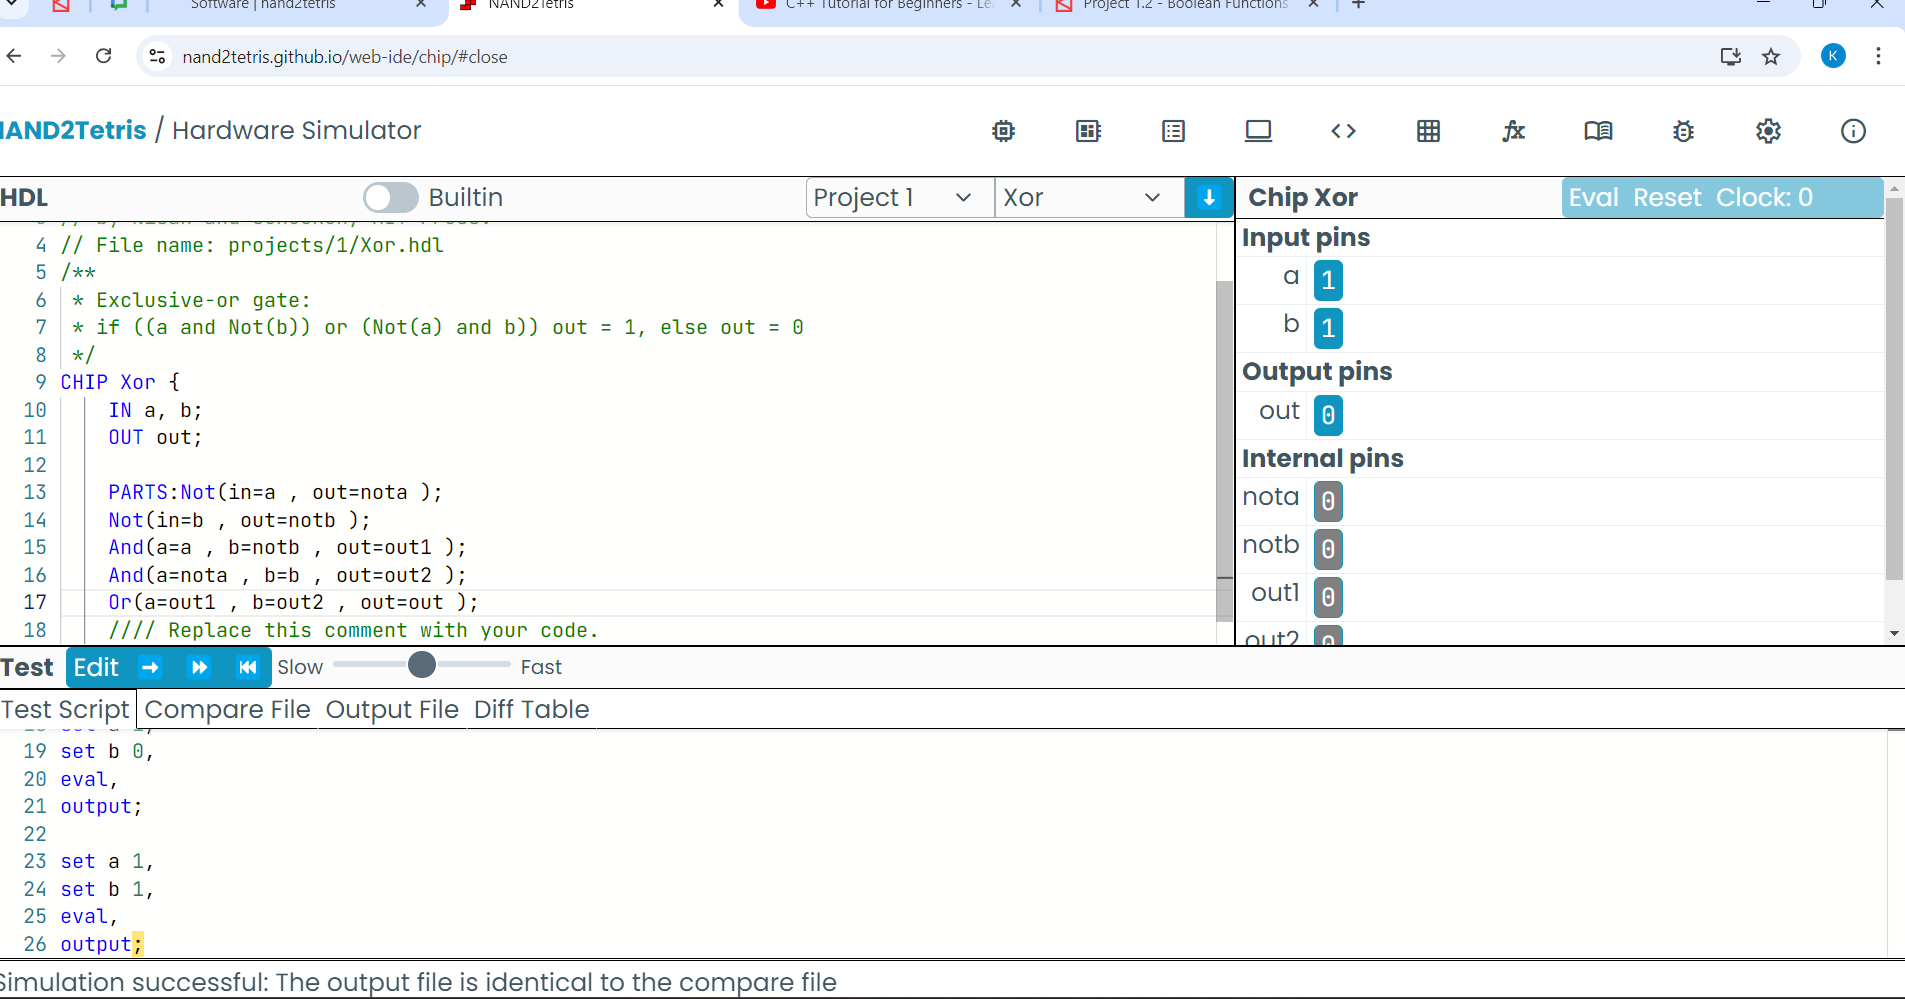 Software | nand2tetris
NAND2Tetris
C++ Tutorial for Beginners - Le
Project 1.2 - Boolean Functions
nand2tetris.github.io/web-ide/chip/#close
K
NAND2Tetris / Hardware Simulator
HDL
Builtin
Project 1
Xor
Chip Xor
Eval Reset Clock: 0
4 // File name: projects/1/Xor.hdl
5 /**
6 * Exclusive-or gate:
7 * if ((a and Not(b)) or (Not(a) and b)) out = 1, else out = 0
8 */
9 CHIP Xor {
10 IN a, b;
11 OUT out;
12
13 PARTS:Not(in=a , out=nota );
14 Not(in=b , out=notb );
15 And(a=a , b=notb , out=out1 );
16 And(a=nota , b=b , out=out2 );
17 Or(a=out1 , b=out2 , out=out );
18 //// Replace this comment with your code.
Input pins
a 1
b 1
Output pins
out 0
Internal pins
nota 0
notb 0
out1 0
out2 0
Test Edit Slow Fast
Test Script Compare File Output File Diff Table
19 set b 0,
20 eval,
21 output;
22
23 set a 1,
24 set b 1,
25 eval,
26 output;
Simulation successful: The output file is identical to the compare file